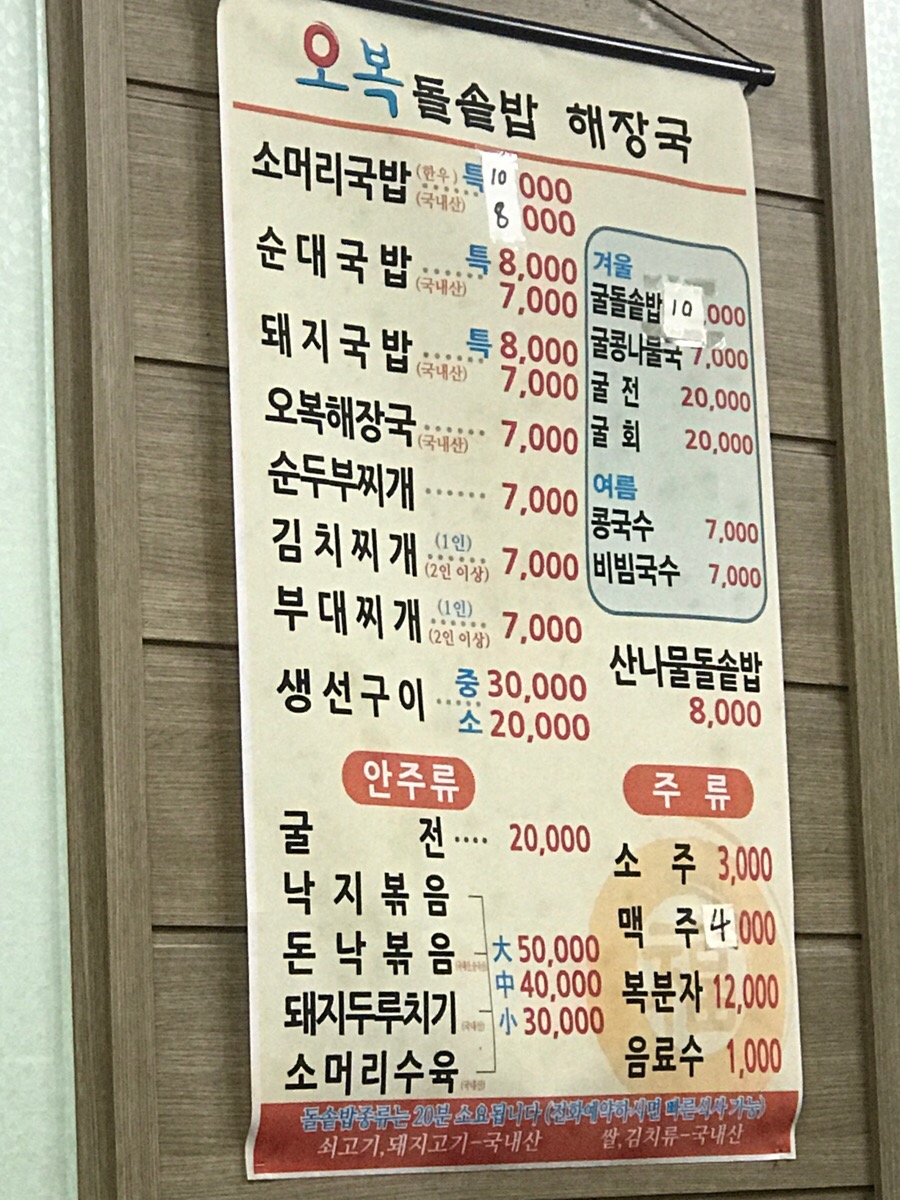 오복돌솥밥 해장국
소머리국밥 (한우) 특 10,000
(국내산) 8,000
순대국밥 ...... 특 8,000
(국내산) 7,000
돼지국밥 ...... 특 8,000
(국내산) 7,000
오복해장국 ...... 7,000
(국내산)
순두부찌개 ...... 7,000
김치찌개 (1인) ...... 7,000
(2인 이상)
부대찌개 (1인) ...... 7,000
(2인 이상)
생선구이 .... 중 30,000
소 20,000
겨울
굴돌솥밥 10,000
굴콩나물국 7,000
굴 전 20,000
굴 회 20,000
여름
콩국수 7,000
비빔국수 7,000
산나물돌솥밥
8,000
안주류
굴 전 .... 20,000
낙지볶음
돈낙볶음
돼지두루치기 (국내산)
소머리수육 (국내산)
大 50,000
中 40,000
小 30,000
주 류
소 주 3,000
맥 주 4,000
복분자 12,000
음료수 1,000
돌솥밥종류는 20분 소요됩니다 (전화예약하시면 빠른식사 가능)
쇠고기,돼지고기-국내산 쌀,김치류-국내산